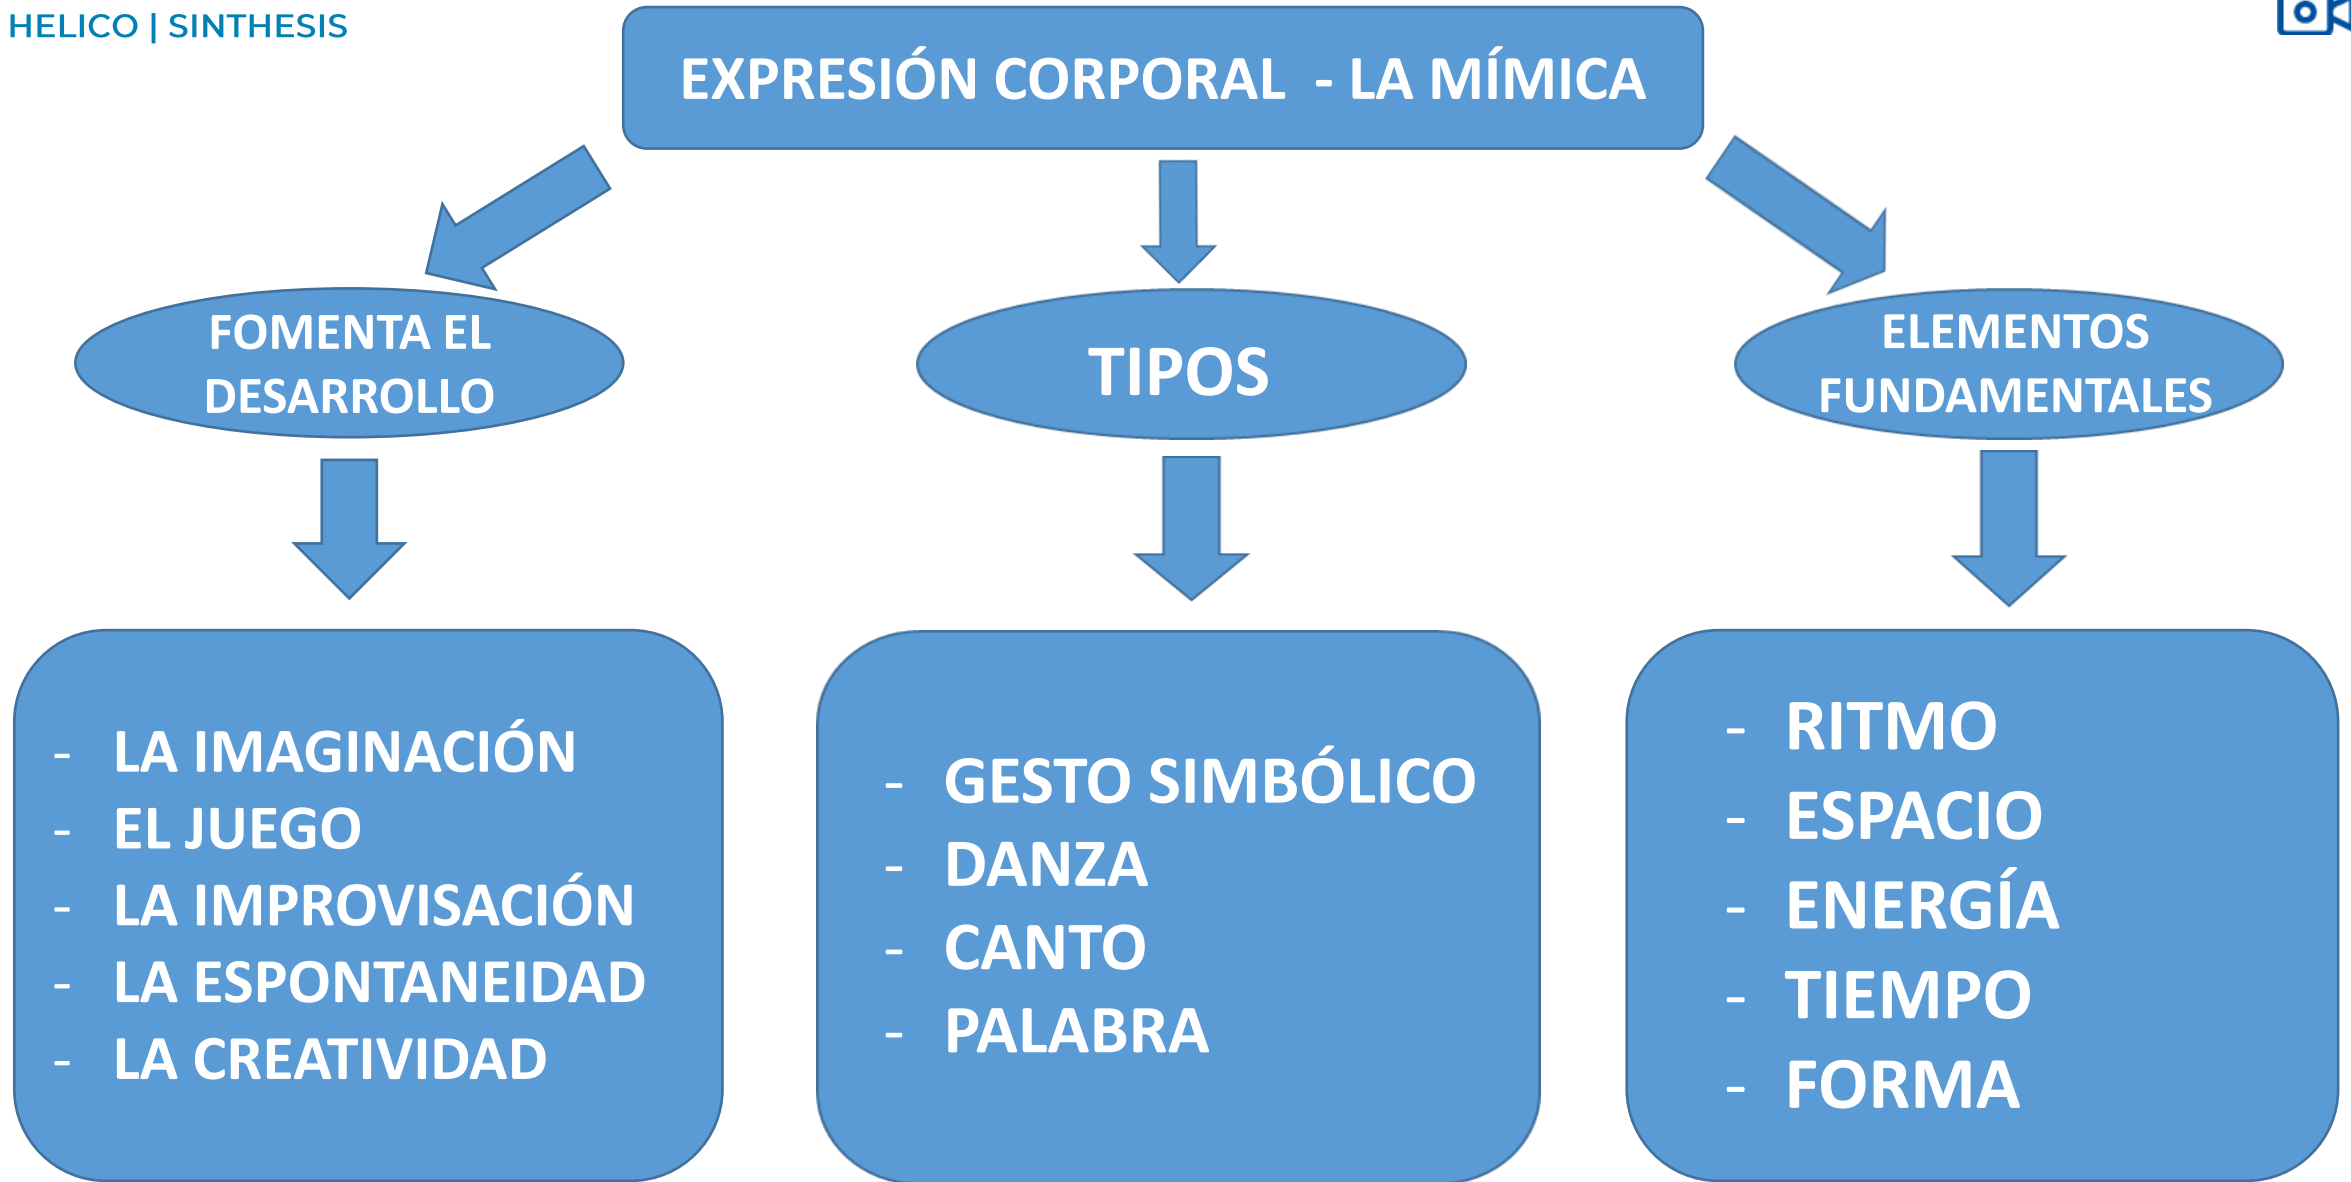 HELICO | SINTHESIS
EXPRESIÓN CORPORAL - LA MÍMICA
FOMENTA EL
DESARROLLO
TIPOS
ELEMENTOS
FUNDAMENTALES
- LA IMAGINACIÓN
- EL JUEGO
- LA IMPROVISACIÓN
- LA ESPONTANEIDAD
- LA CREATIVIDAD
- GESTO SIMBÓLICO
- DANZA
- CANTO
- PALABRA
- RITMO
- ESPACIO
- ENERGÍA
- TIEMPO
- FORMA